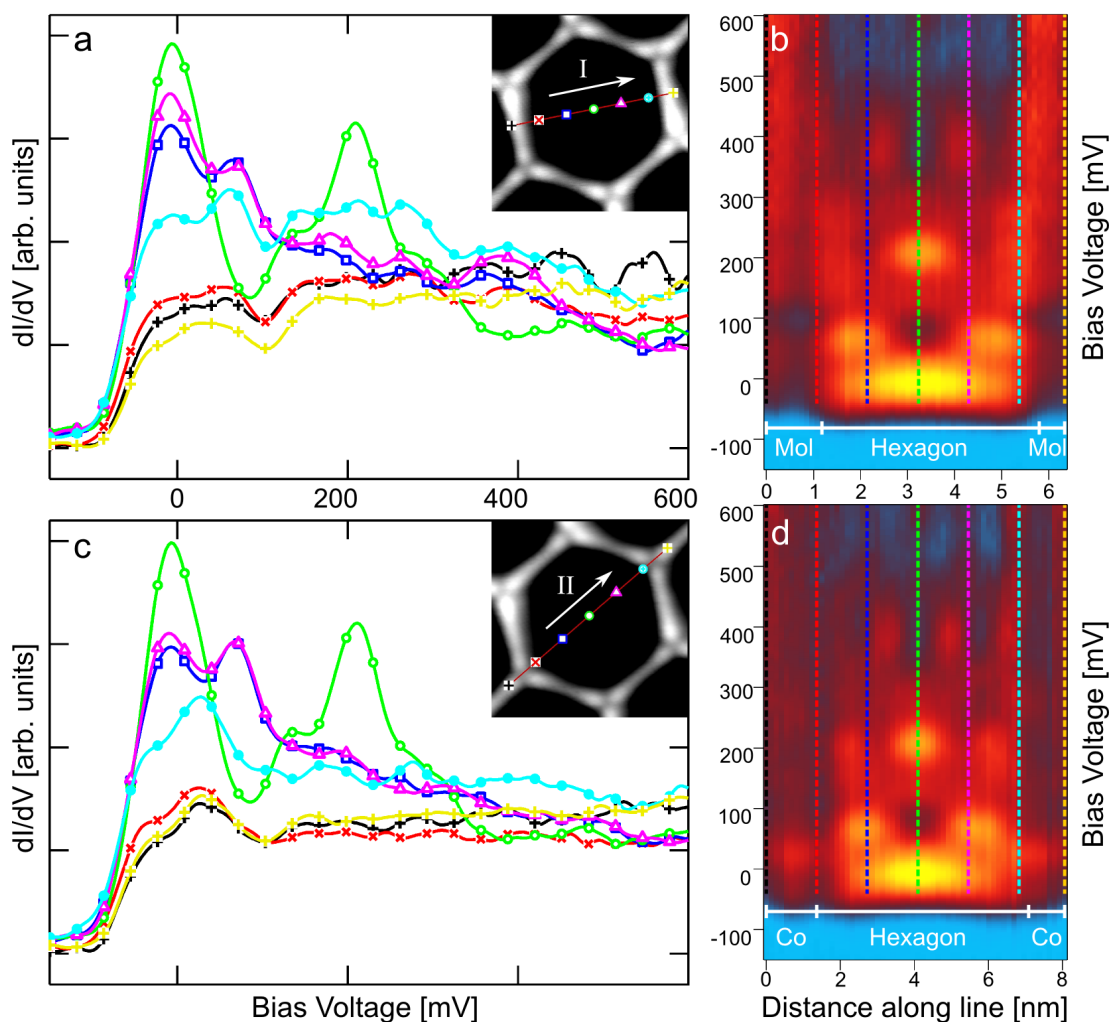 a
I
dI/dV [arb. units]
0
200
400
600
b
600
500
400
300
200
100
0
-100
Bias Voltage [mV]
Mol
Hexagon
Mol
0
1
2
3
4
5
6
c
II
dI/dV [arb. units]
Bias Voltage [mV]
d
600
500
400
300
200
100
0
-100
Bias Voltage [mV]
Co
Hexagon
Co
0
2
4
6
8
Distance along line [nm]